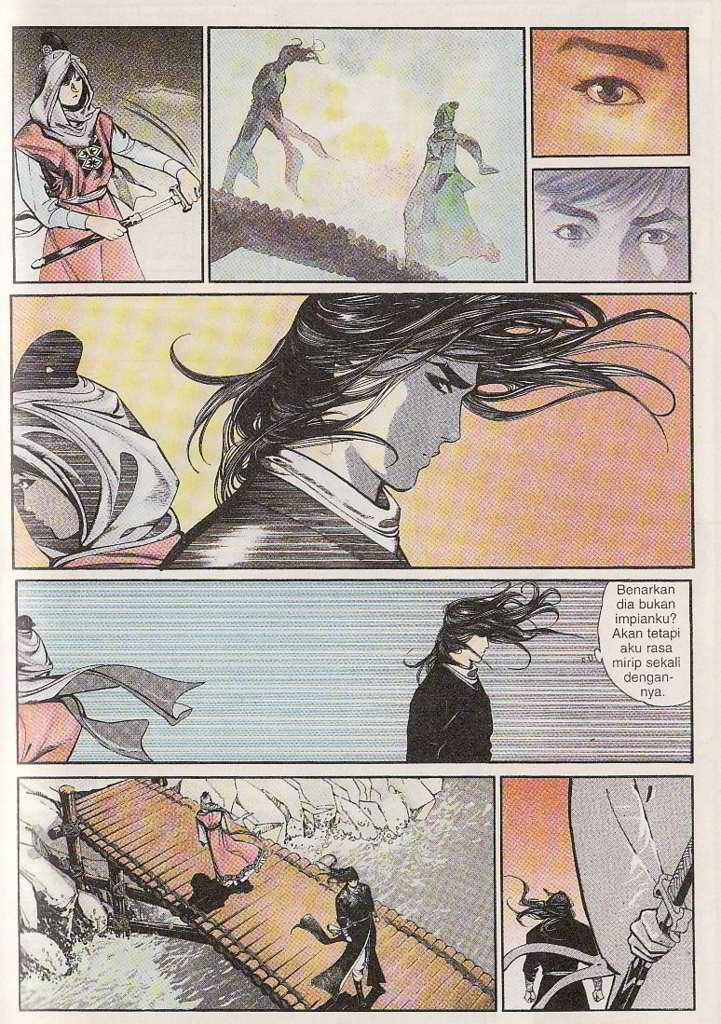 Benarkan
dia bukan
impianku?
Akan tetapi
aku rasa
mirip sekali
dengan-
nya.